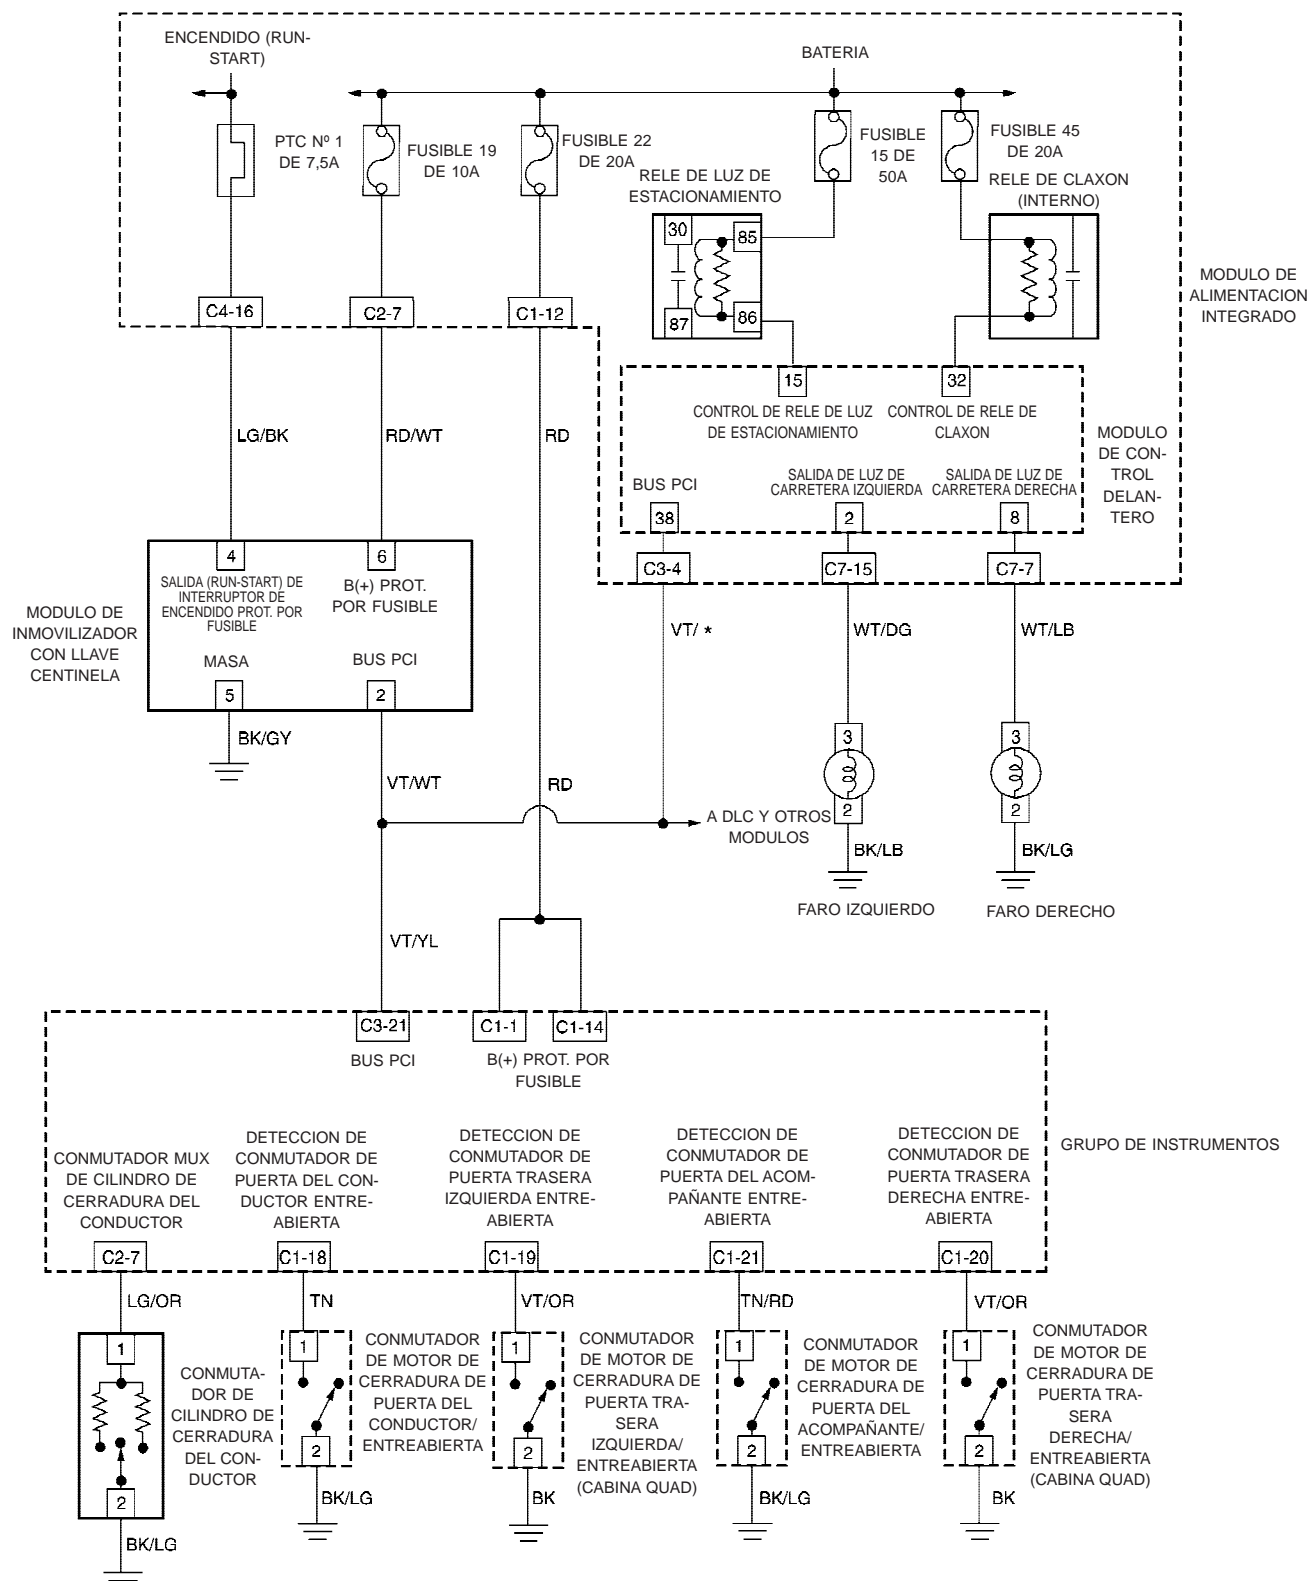 ENCENDIDO (RUN-
START)
BATERIA
PTC Nº 1
DE 7,5A
FUSIBLE 19
DE 10A
FUSIBLE 22
DE 20A
FUSIBLE
15 DE
50A
FUSIBLE 45
DE 20A
RELE DE LUZ DE
ESTACIONAMIENTO
RELE DE CLAXON
(INTERNO)
30
85
86
87
MODULO DE
ALIMENTACION
INTEGRADO
C4-16
C2-7
C1-12
15
32
CONTROL DE RELE DE LUZ
DE ESTACIONAMIENTO
CONTROL DE RELE DE
CLAXON
LG/BK
RD/WT
RD
MODULO
DE CON-
TROL
DELAN-
TERO
BUS PCI
SALIDA DE LUZ DE
CARRETERA IZQUIERDA
SALIDA DE LUZ DE
CARRETERA DERECHA
38
2
8
C3-4
C7-15
C7-7
4
6
SALIDA (RUN-START) DE
INTERRUPTOR DE
ENCENDIDO PROT. POR
FUSIBLE
B(+) PROT.
POR FUSIBLE
MODULO DE
INMOVILIZADOR
CON LLAVE
CENTINELA
MASA
BUS PCI
5
2
VT/ *
WT/DG
WT/LB
BK/GY
VT/WT
RD
3
2
3
2
A DLC Y OTROS
MODULOS
BK/LB
BK/LG
FARO IZQUIERDO
FARO DERECHO
VT/YL
C3-21
C1-1
C1-14
BUS PCI
B(+) PROT. POR
FUSIBLE
GRUPO DE INSTRUMENTOS
CONMUTADOR MUX
DE CILINDRO DE
CERRADURA DEL
CONDUCTOR
DETECCION DE
CONMUTADOR DE
PUERTA DEL CON-
DUCTOR ENTRE-
ABIERTA
DETECCION DE
CONMUTADOR DE
PUERTA TRASERA
IZQUIERDA ENTRE-
ABIERTA
DETECCION DE
CONMUTADOR DE
PUERTA DEL ACOM-
PAÑANTE ENTRE-
ABIERTA
DETECCION DE
CONMUTADOR DE
PUERTA TRASERA
DERECHA ENTRE-
ABIERTA
C2-7
C1-18
C1-19
C1-21
C1-20
LG/OR
TN
VT/OR
TN/RD
VT/OR
1
2
CONMUTA-
DOR DE
CILINDRO DE
CERRADURA
DEL CON-
DUCTOR
1
2
CONMUTADOR
DE MOTOR DE
CERRADURA DE
PUERTA DEL
CONDUCTOR/
ENTREABIERTA
1
2
CONMUTADOR
DE MOTOR DE
CERRADURA DE
PUERTA TRA-
SERA
IZQUIERDA/
ENTREABIERTA
(CABINA QUAD)
1
2
CONMUTADOR
DE MOTOR DE
CERRADURA DE
PUERTA DEL
ACOMPAÑANTE/
ENTREABIERTA
1
2
CONMUTADOR
DE MOTOR DE
CERRADURA DE
PUERTA TRA-
SERA
DERECHA/
ENTREABIERTA
(CABINA QUAD)
BK/LG
BK/LG
BK
BK/LG
BK